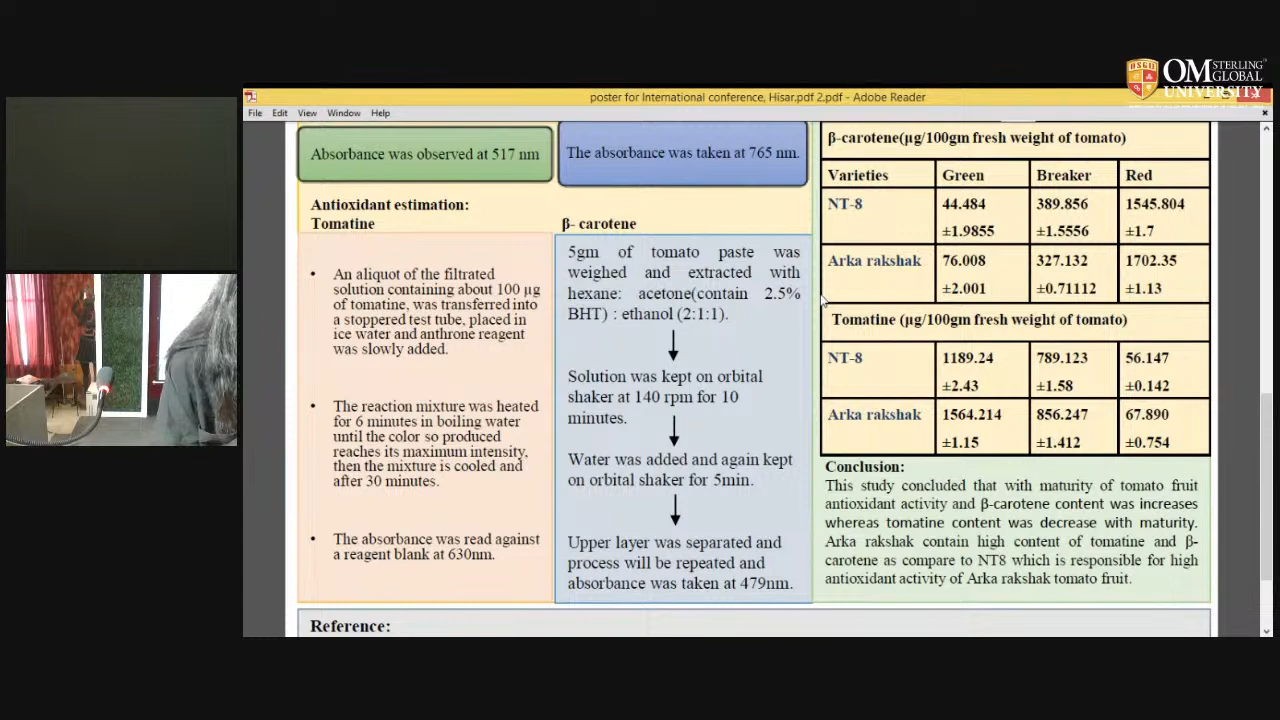 OM STERLING GLOBAL UNIVERSITY
poster for International conference, Hisar.pdf 2.pdf - Adobe Reader
File Edit View Window Help
Absorbance was observed at 517 nm
The absorbance was taken at 765 nm.
Antioxidant estimation:
Tomatine
• An aliquot of the filtrated
solution containing about 100 µg
of tomatine, was transferred into
a stoppered test tube, placed in
ice water and anthrone reagent
was slowly added.
• The reaction mixture was heated
for 6 minutes in boiling water
until the color so produced
reaches its maximum intensity,
then the mixture is cooled and
after 30 minutes.
• The absorbance was read against
a reagent blank at 630nm.
β- carotene
5gm of tomato paste was
weighed and extracted with
hexane: acetone(contain 2.5%
BHT) : ethanol (2:1:1).
Solution was kept on orbital
shaker at 140 rpm for 10
minutes.
Water was added and again kept
on orbital shaker for 5min.
Upper layer was separated and
process will be repeated and
absorbance was taken at 479nm.
β-carotene(µg/100gm fresh weight of tomato)
Varieties Green Breaker Red
NT-8 44.484 389.856 1545.804
±1.9855 ±1.5556 ±1.7
Arka rakshak 76.008 327.132 1702.35
±2.001 ±0.71112 ±1.13
Tomatine (µg/100gm fresh weight of tomato)
NT-8 1189.24 789.123 56.147
±2.43 ±1.58 ±0.142
Arka rakshak 1564.214 856.247 67.890
±1.15 ±1.412 ±0.754
Conclusion:
This study concluded that with maturity of tomato fruit
antioxidant activity and β-carotene content was increases
whereas tomatine content was decrease with maturity.
Arka rakshak contain high content of tomatine and β-
carotene as compare to NT8 which is responsible for high
antioxidant activity of Arka rakshak tomato fruit.
Reference: